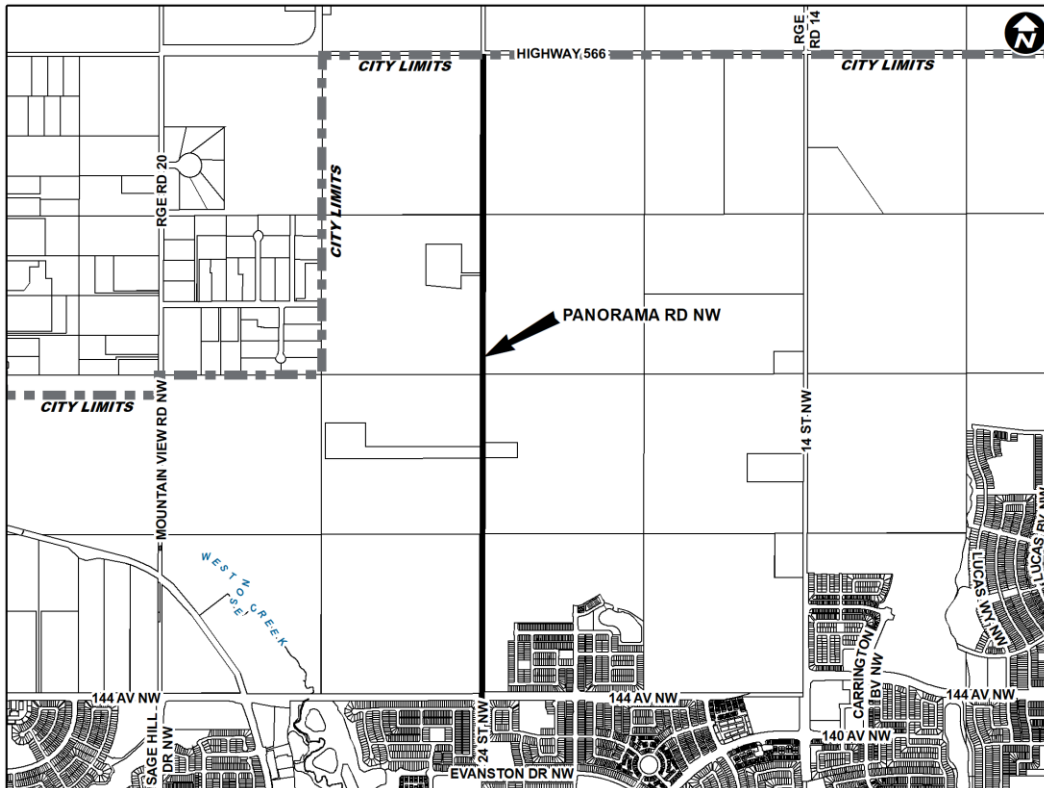 N
RGE
RD 14
HIGHWAY 566
CITY LIMITS
CITY LIMITS
RGE RD 20
CITY LIMITS
PANORAMA RD NW
CITY LIMITS
MOUNTAIN VIEW RD NW
14 ST NW
LUCAS BV NW
LUCAS WY NW
WESTON CREEK
SE
CARRINGTON
BV NW
144 AV NW
144 AV NW
144 AV NW
SAGE HILL
DR NW
24 ST NW
140 AV NW
EVANSTON DR NW